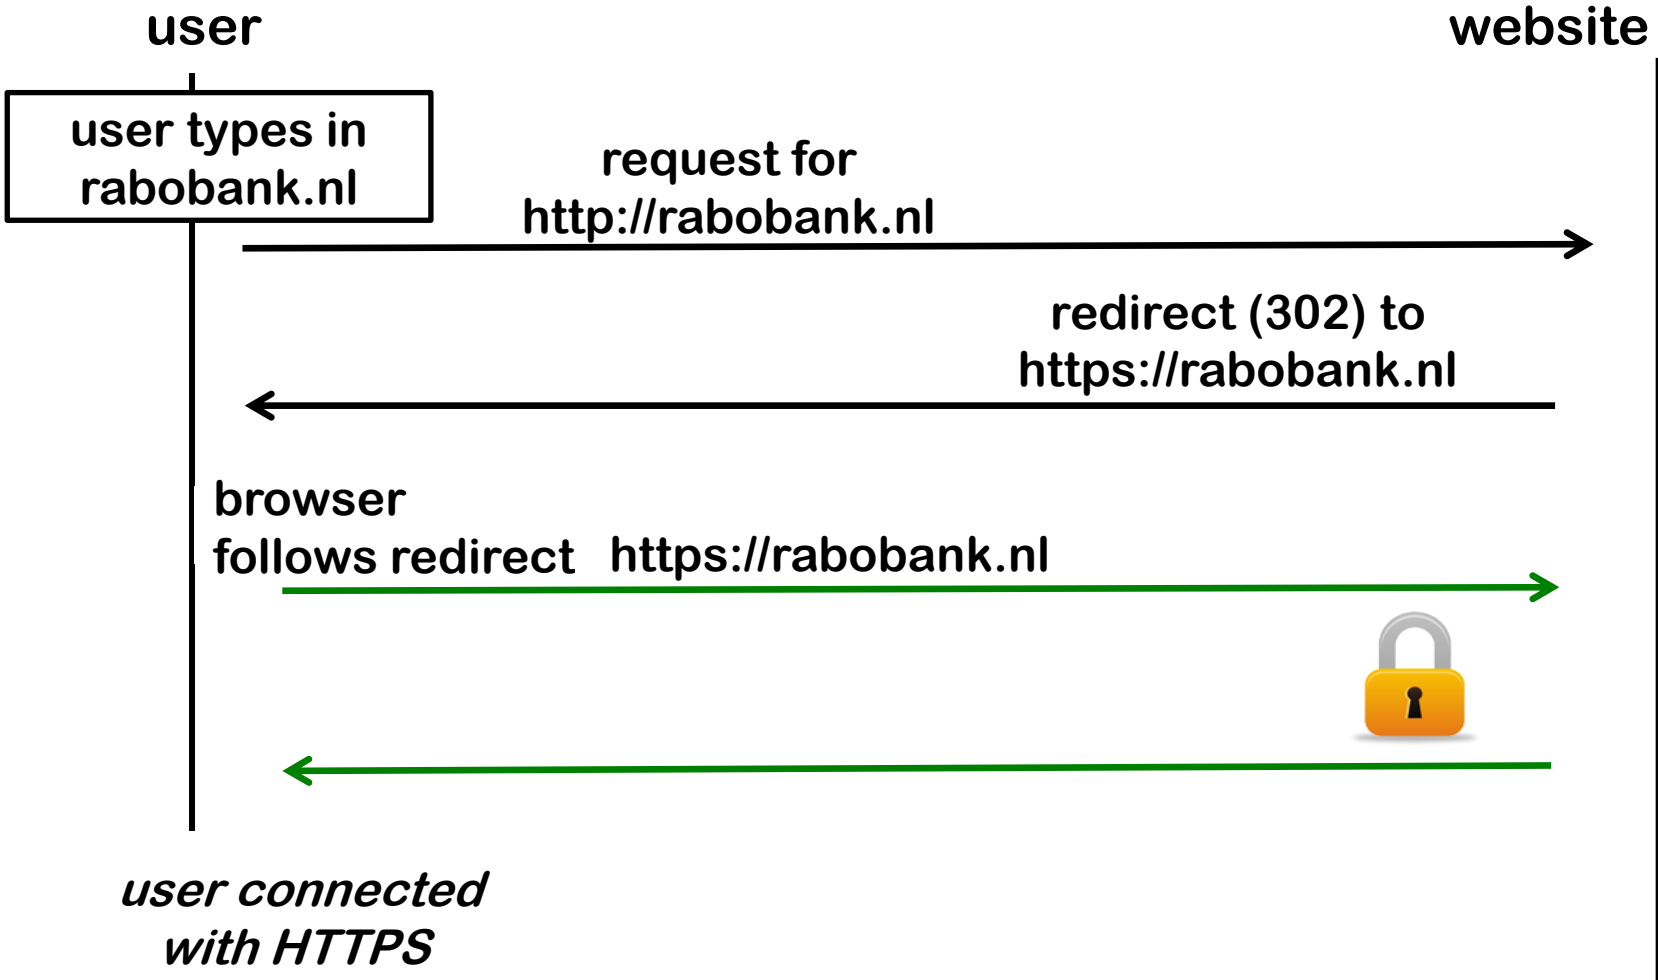 user
website
user types in
rabobank.nl
request for
http://rabobank.nl
redirect (302) to
https://rabobank.nl
browser
follows redirect
https://rabobank.nl
user connected
with HTTPS